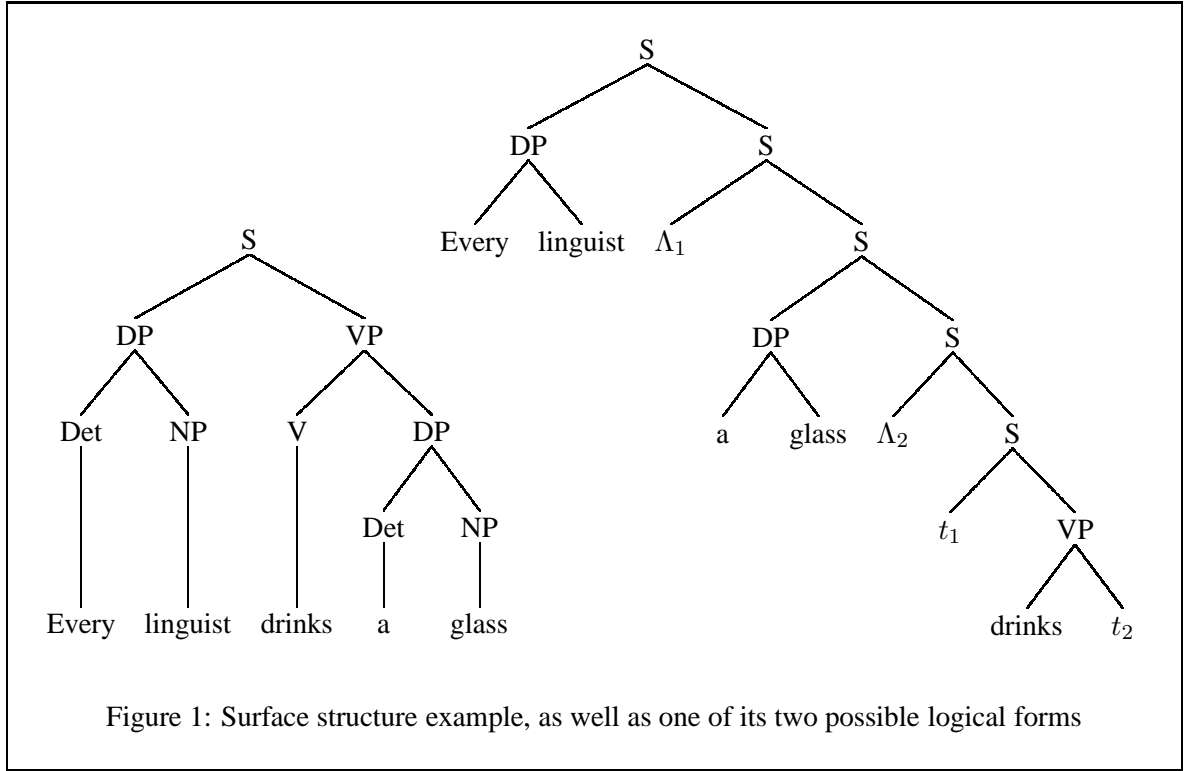 S
DP S
Every linguist Λ₁ S
DP S
a glass Λ₂ S
t₁ VP
drinks t₂
S
DP VP
Det NP V DP
Det NP
Every linguist drinks a glass
Figure 1: Surface structure example, as well as one of its two possible logical forms